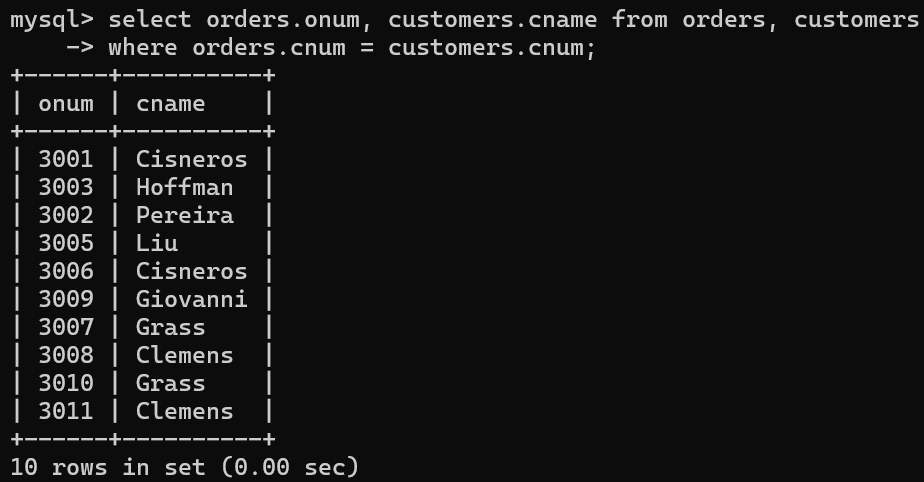 mysql> select orders.onum, customers.cname from orders, customers
    -> where orders.cnum = customers.cnum;
+------+----------+
| onum | cname    |
+------+----------+
| 3001 | Cisneros |
| 3003 | Hoffman  |
| 3002 | Pereira  |
| 3005 | Liu      |
| 3006 | Cisneros |
| 3009 | Giovanni |
| 3007 | Grass    |
| 3008 | Clemens  |
| 3010 | Grass    |
| 3011 | Clemens  |
+------+----------+
10 rows in set (0.00 sec)